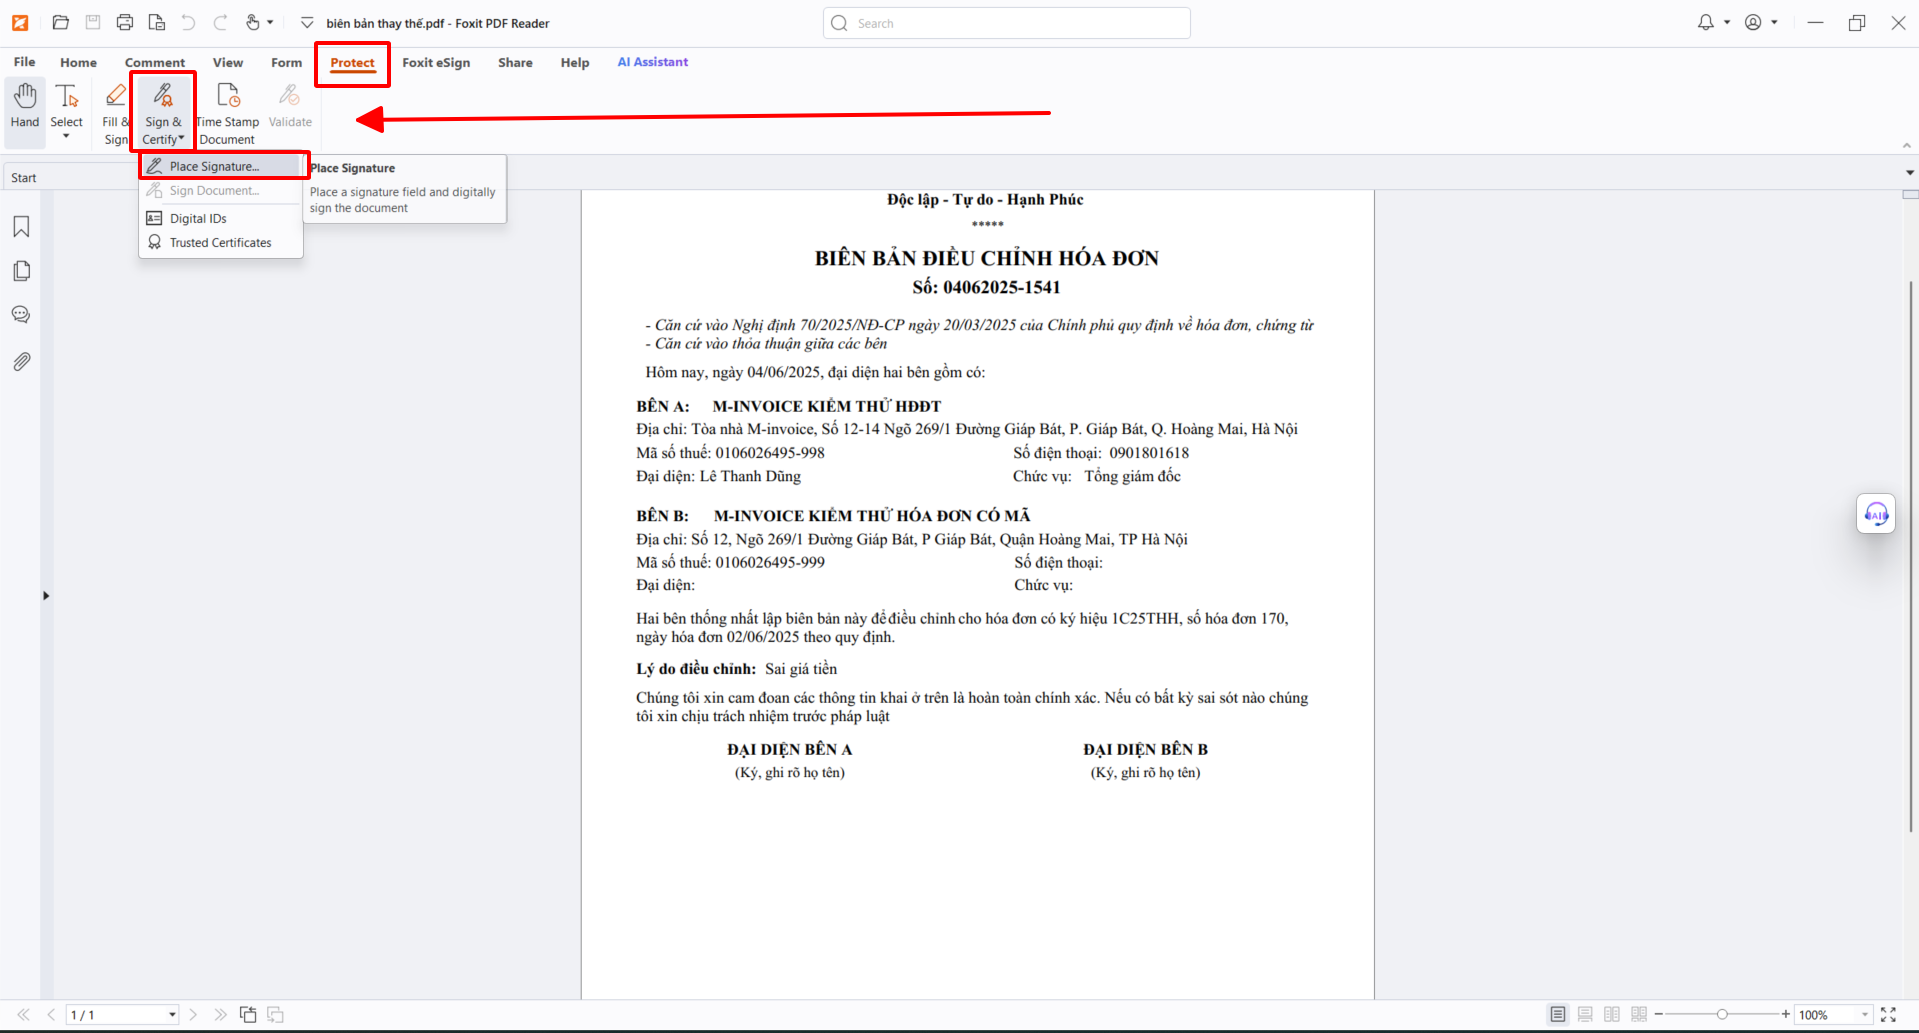 biên bản thay thế.pdf - Foxit PDF Reader
Search
File Home Comment View Form Protect Foxit eSign Share Help AI Assistant
Hand
Select
Fill &
Sign
Sign &
Certify
Time Stamp
Document
Validate
Place Signature...
Sign Document...
Digital IDs
Trusted Certificates
Place Signature
Place a signature field and digitally
sign the document
Start
Độc lập - Tự do - Hạnh Phúc
*****
BIÊN BẢN ĐIỀU CHỈNH HÓA ĐƠN
Số: 04062025-1541
- Căn cứ vào Nghị định 70/2025/NĐ-CP ngày 20/03/2025 của Chính phủ quy định về hóa đơn, chứng từ
- Căn cứ vào thỏa thuận giữa các bên
Hôm nay, ngày 04/06/2025, đại diện hai bên gồm có:
BÊN A: M-INVOICE KIỂM THỬ HĐĐT
Địa chỉ: Tòa nhà M-invoice, Số 12-14 Ngõ 269/1 Đường Giáp Bát, P. Giáp Bát, Q. Hoàng Mai, Hà Nội
Mã số thuế: 0106026495-998 Số điện thoại: 0901801618
Đại diện: Lê Thanh Dũng Chức vụ: Tổng giám đốc
BÊN B: M-INVOICE KIỂM THỬ HÓA ĐƠN CÓ MÃ
Địa chỉ: Số 12, Ngõ 269/1 Đường Giáp Bát, P Giáp Bát, Quận Hoàng Mai, TP Hà Nội
Mã số thuế: 0106026495-999 Số điện thoại:
Đại diện: Chức vụ:
Hai bên thống nhất lập biên bản này để điều chỉnh cho hóa đơn có ký hiệu 1C25THH, số hóa đơn 170,
ngày hóa đơn 02/06/2025 theo quy định.
Lý do điều chỉnh: Sai giá tiền
Chúng tôi xin cam đoan các thông tin khai ở trên là hoàn toàn chính xác. Nếu có bất kỳ sai sót nào chúng
tôi xin chịu trách nhiệm trước pháp luật
ĐẠI DIỆN BÊN A ĐẠI DIỆN BÊN B
(Ký, ghi rõ họ tên) (Ký, ghi rõ họ tên)
AI
1 / 1
100%